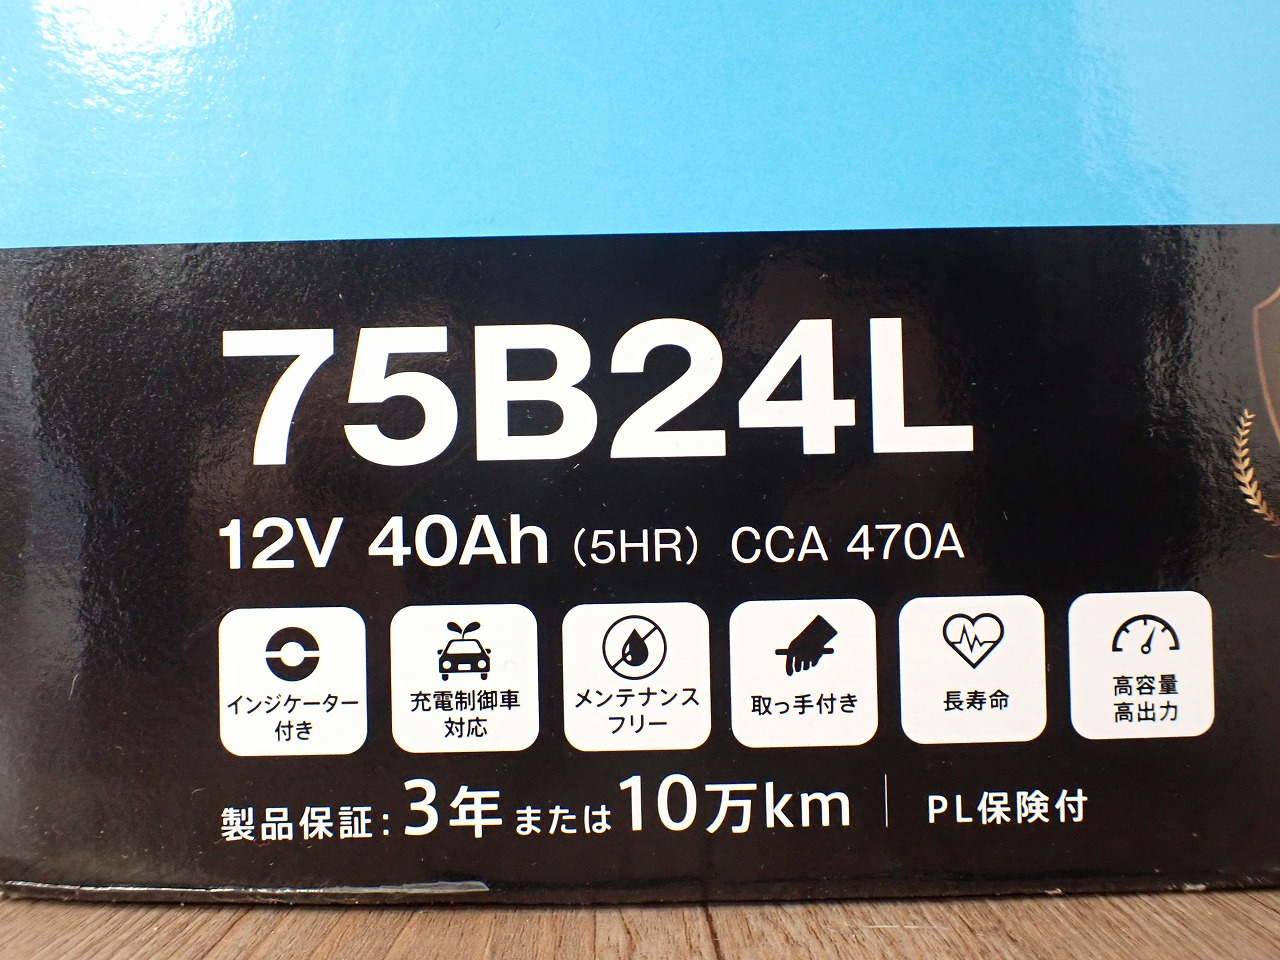 75B24L
12V 40Ah (5HR) CCA 470A
インジケーター
付き
充電制御車
対応
メンテナンス
フリー
取っ手付き
長寿命
高容量
高出力
製品保証:3年または10万km | PL保険付